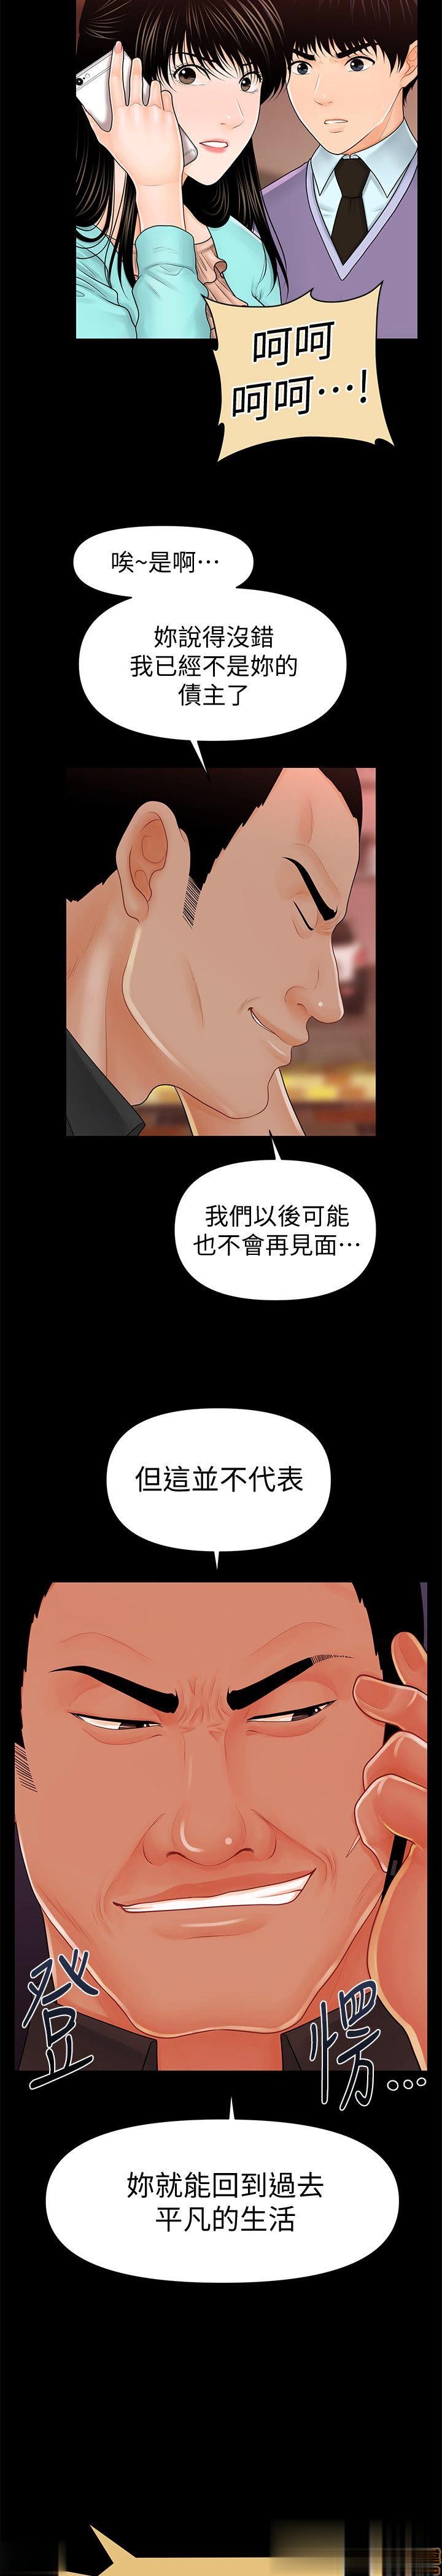 呵呵
呵呵…!
唉~是啊…
妳說得沒錯
我已經不是妳的
債主了
我們以後可能
也不會再見面…
但這並不代表
登
愣…
妳就能回到過去
平凡的生活